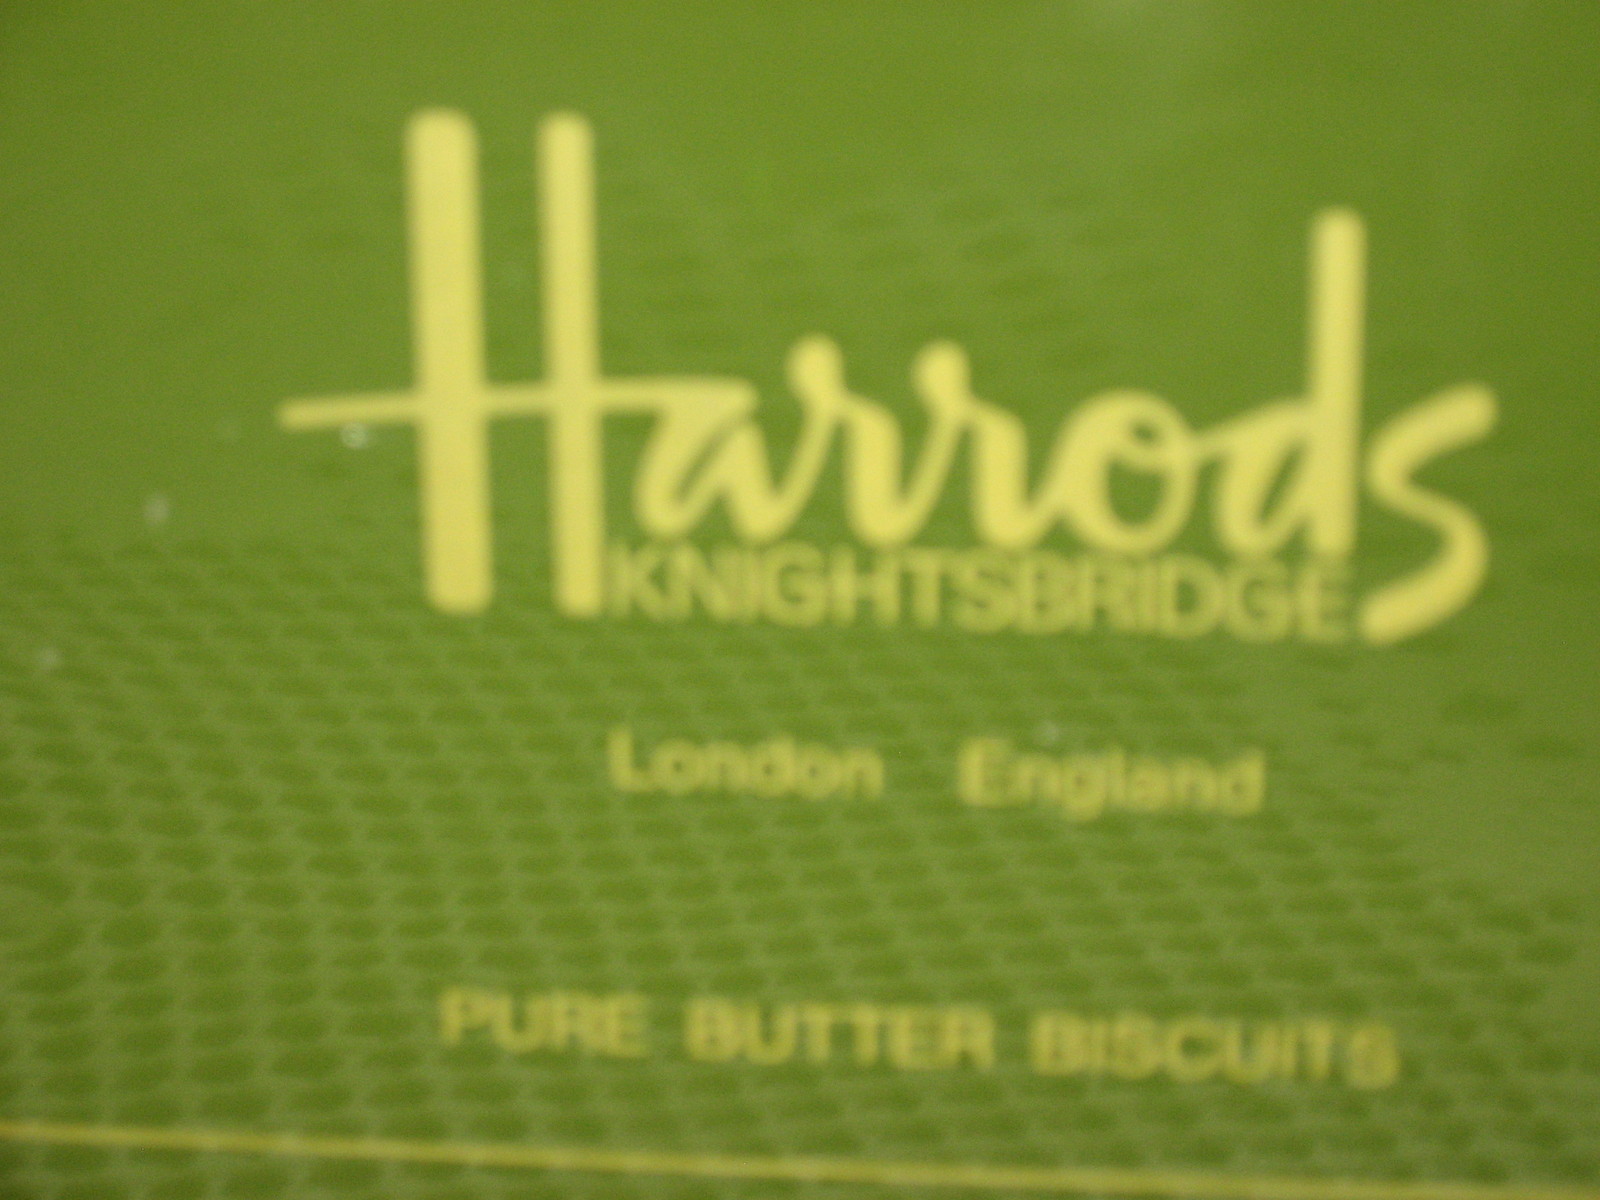 Harrods
KNIGHTSBRIDGE
London England
PURE BUTTER BISCUITS